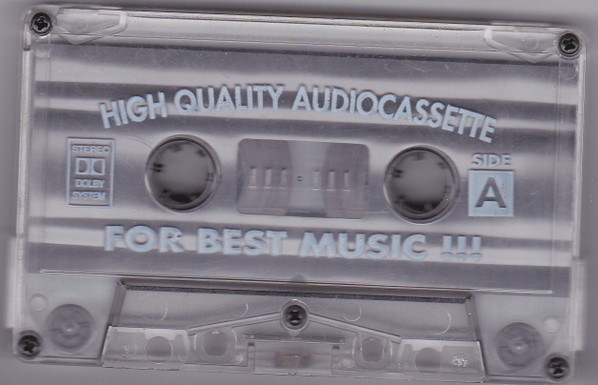 HIGH QUALITY AUDIOCASSETTE
STEREO
DOLBY
SYSTEM
SIDE
A
FOR BEST MUSIC !!!